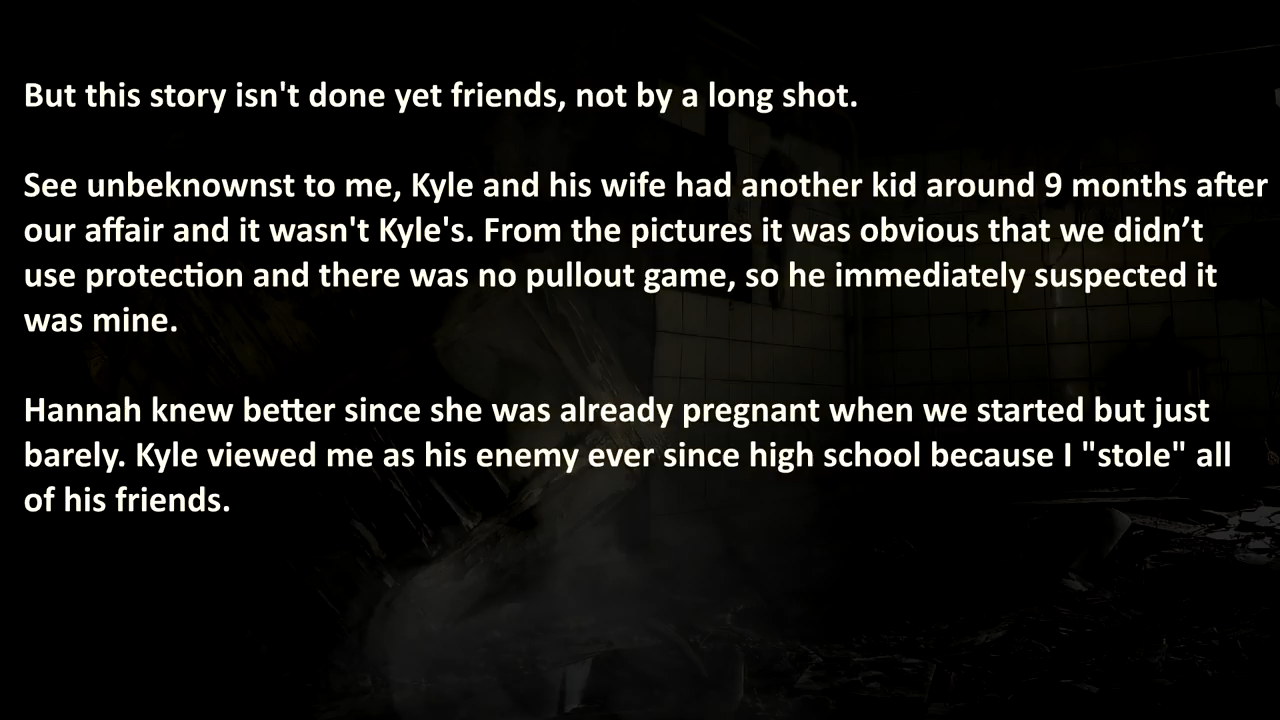 But this story isn't done yet friends, not by a long shot.
See unbeknownst to me, Kyle and his wife had another kid around 9 months after
our affair and it wasn't Kyle's. From the pictures it was obvious that we didn’t
use protection and there was no pullout game, so he immediately suspected it
was mine.
Hannah knew better since she was already pregnant when we started but just
barely. Kyle viewed me as his enemy ever since high school because I "stole" all
of his friends.